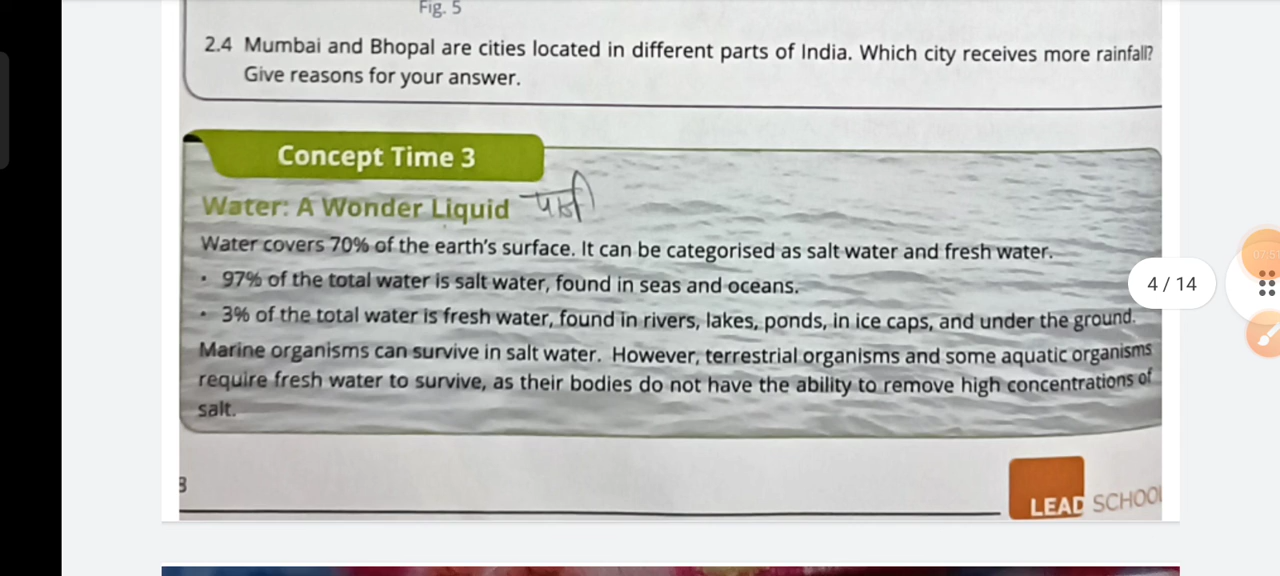 Fig. 5
2.4 Mumbai and Bhopal are cities located in different parts of India. Which city receives more rainfall?
Give reasons for your answer.
Concept Time 3
Water: A Wonder Liquid
Water covers 70% of the earth's surface. It can be categorised as salt water and fresh water.
• 97% of the total water is salt water, found in seas and oceans.
4 / 14
• 3% of the total water is fresh water, found in rivers, lakes, ponds, in ice caps, and under the ground.
Marine organisms can survive in salt water. However, terrestrial organisms and some aquatic organisms
require fresh water to survive, as their bodies do not have the ability to remove high concentrations of
salt.
LEAD SCHOOL